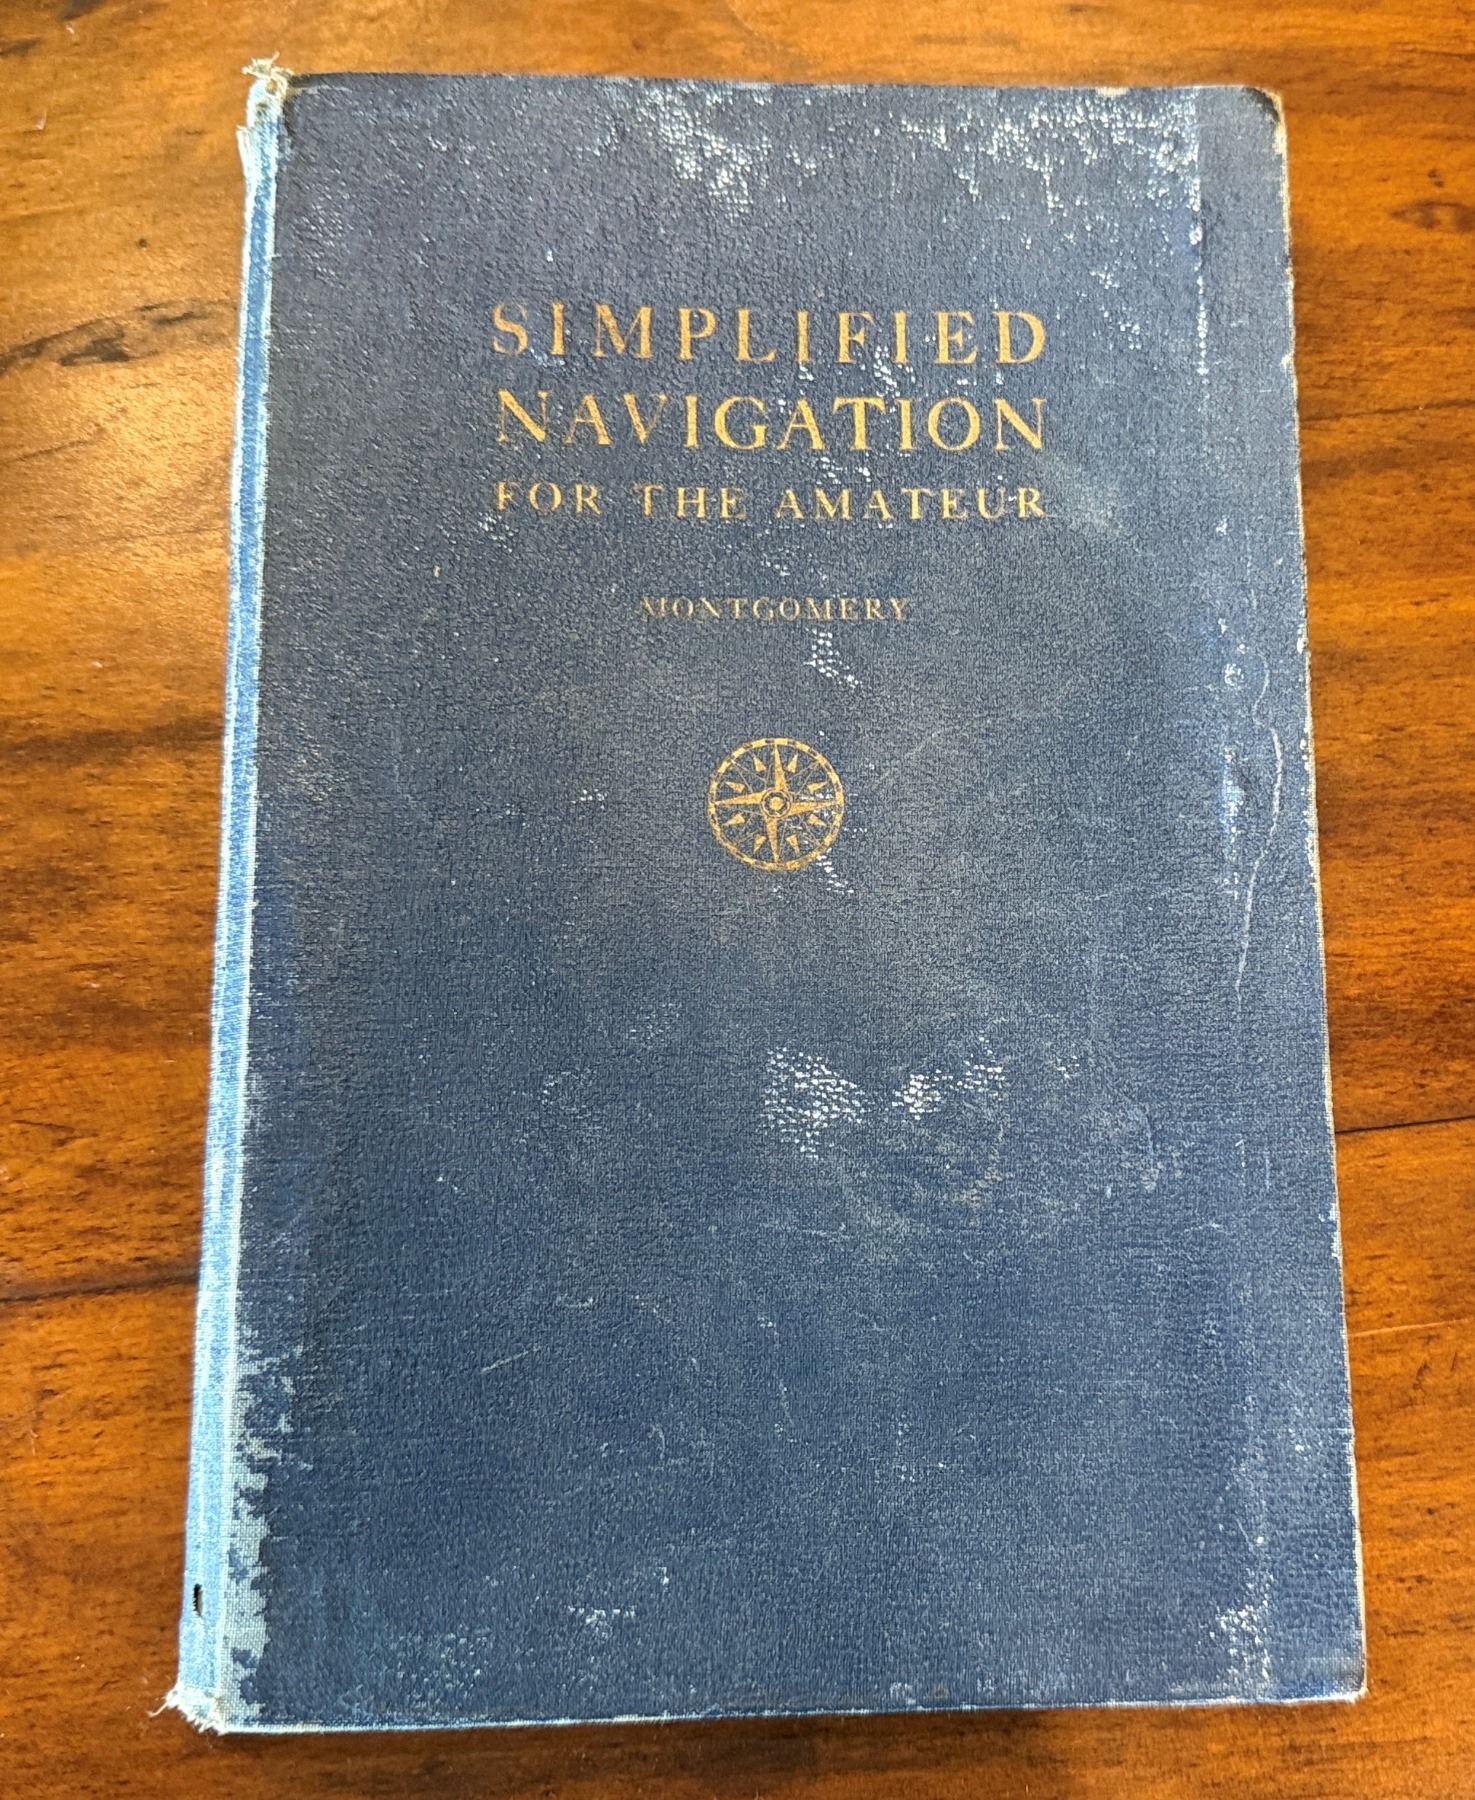 SIMPLIFIED
NAVIGATION
FOR THE AMATEUR
MONTGOMERY